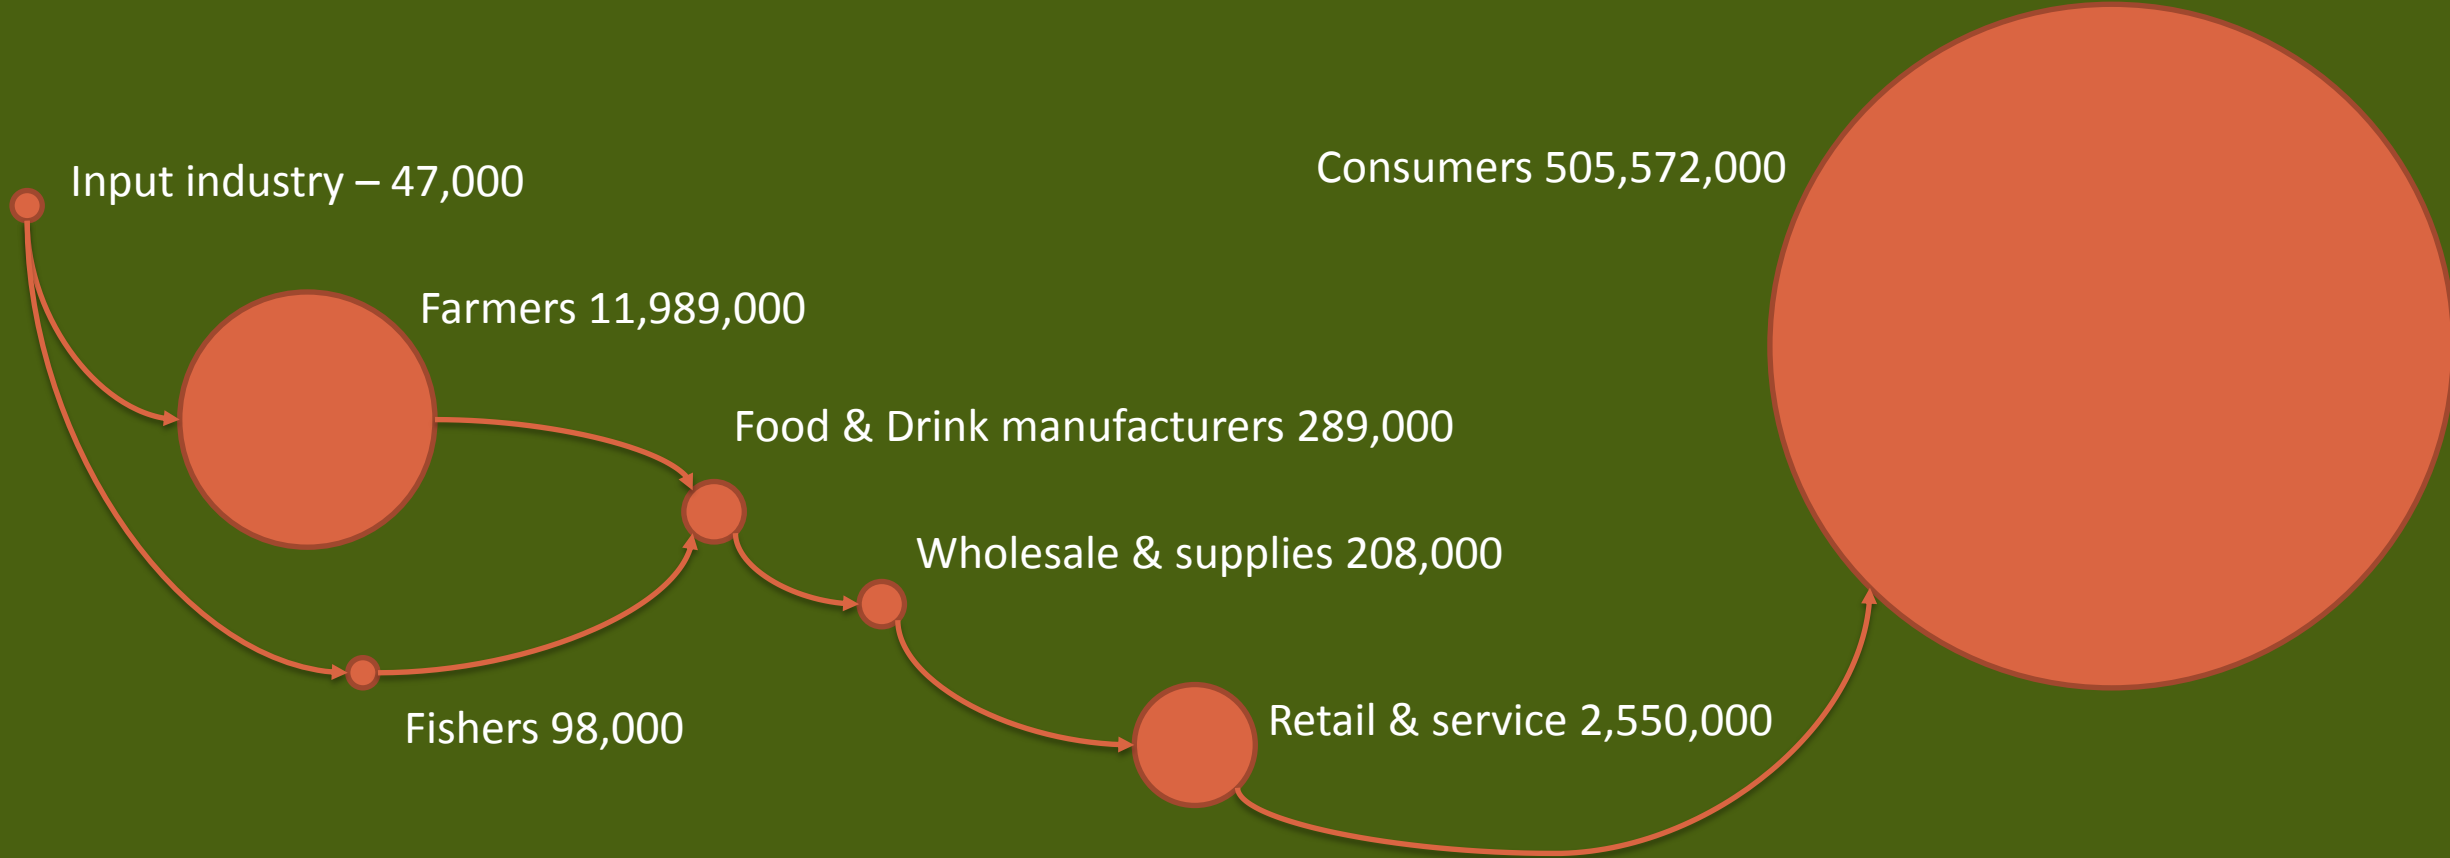 Input industry – 47,000
Consumers 505,572,000
Farmers 11,989,000
Food & Drink manufacturers 289,000
Wholesale & supplies 208,000
Fishers 98,000
Retail & service 2,550,000